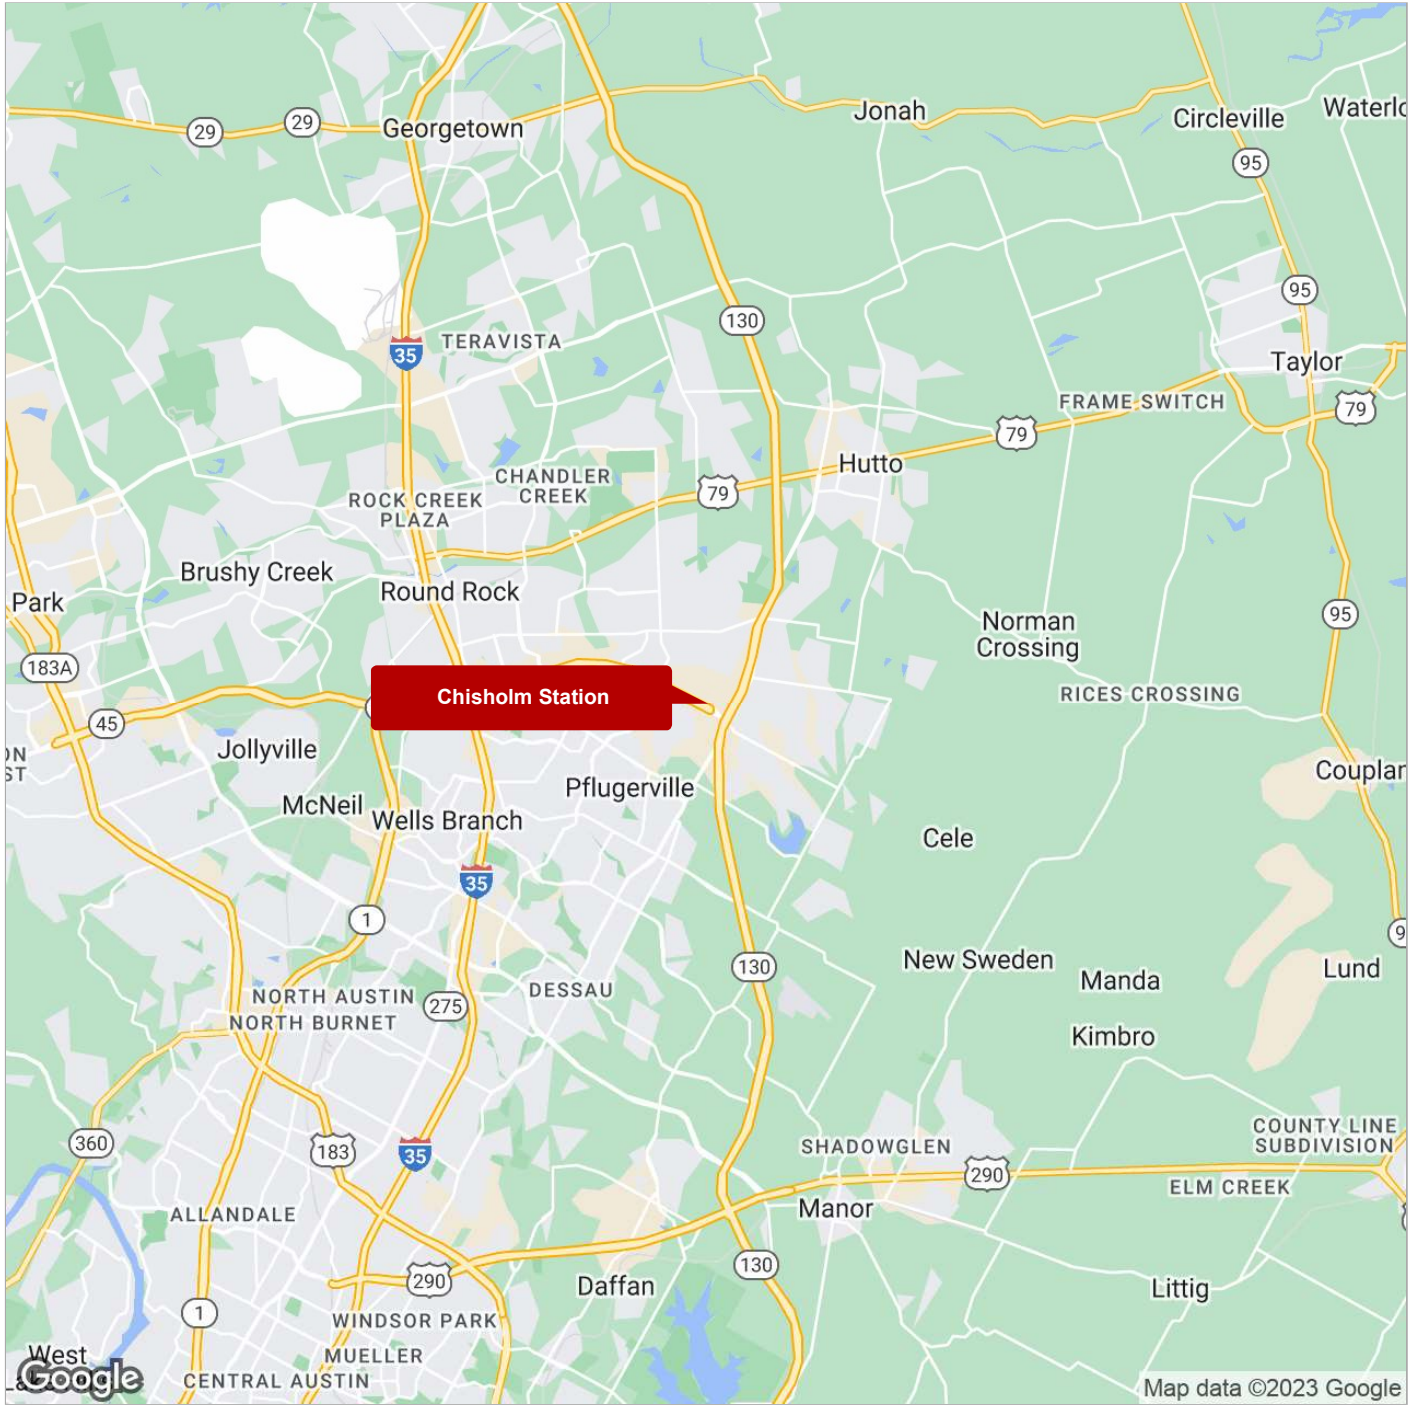 Jonah
Circleville
29
29
Georgetown
95
95
130
TERAVISTA
35
Taylor
FRAME SWITCH
79
79
Hutto
CHANDLER
CREEK
79
ROCK CREEK
PLAZA
Brushy Creek
Round Rock
Park
95
Norman
Crossing
183A
Chisholm Station
RICES CROSSING
45
Jollyville
Pflugerville
McNeil
Wells Branch
Cele
35
1
New Sweden
Manda
Lund
130
NORTH AUSTIN
275
DESSAU
NORTH BURNET
Kimbro
360
183
35
SHADOWGLEN
COUNTY LINE
SUBDIVISION
290
ELM CREEK
ALLANDALE
Manor
130
290
Daffan
Littig
1
WINDSOR PARK
West
MUELLER
Google
CENTRAL AUSTIN
Map data ©2023 Google